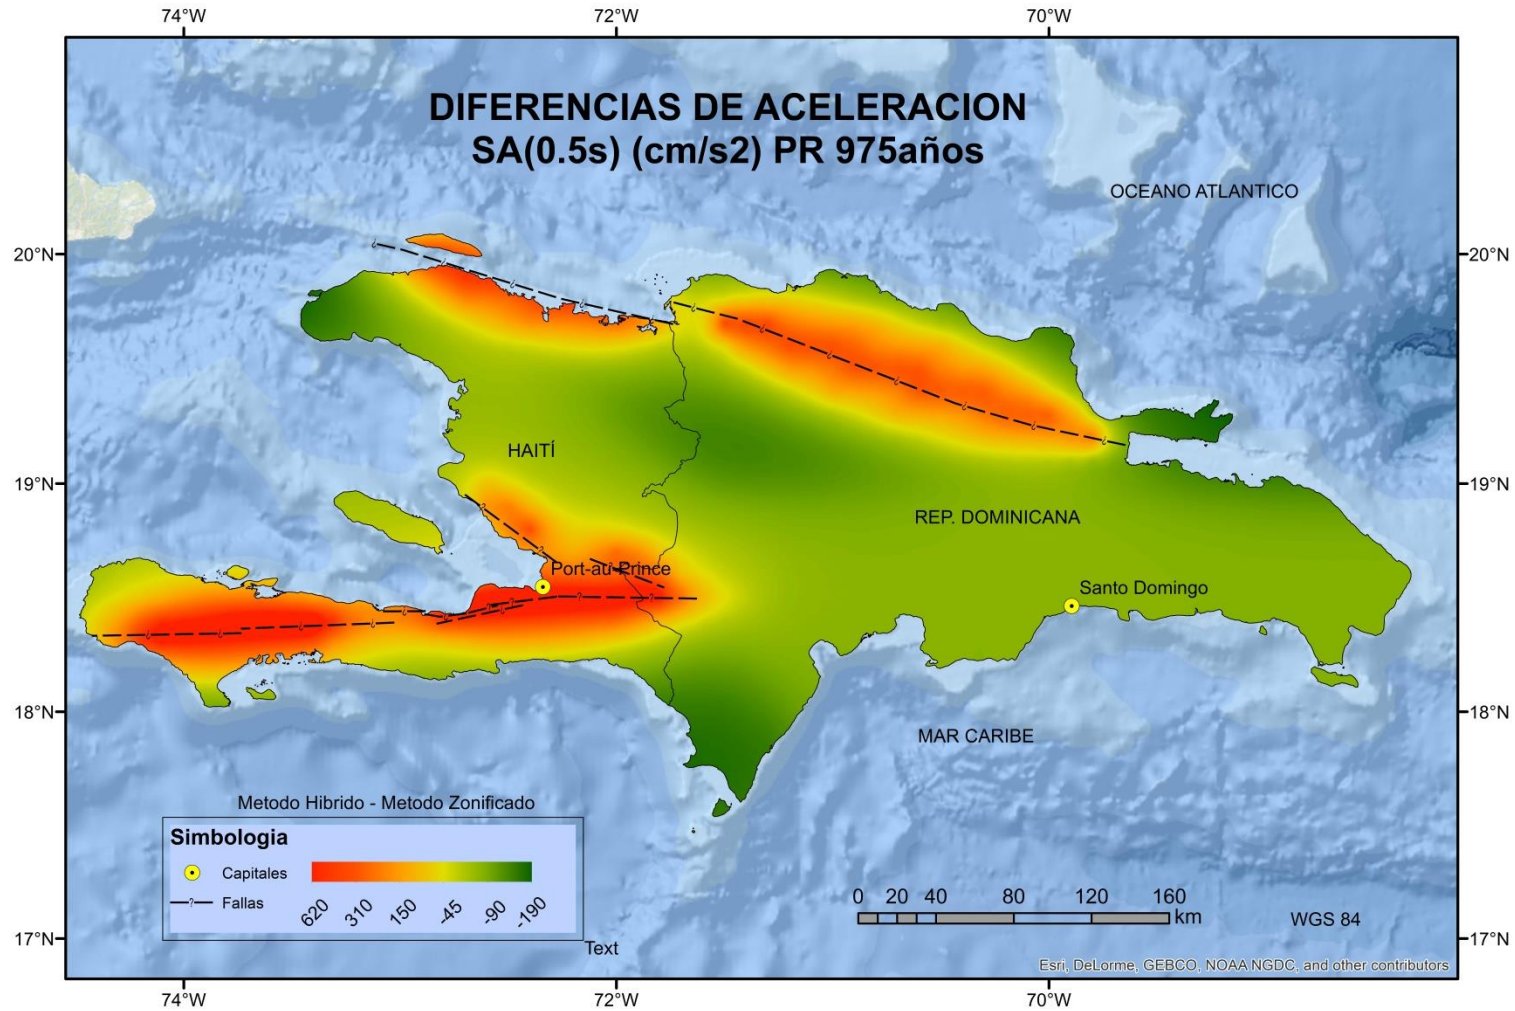 74°W
72°W
70°W
DIFERENCIAS DE ACELERACION
SA(0.5s) (cm/s2) PR 975años
OCEANO ATLANTICO
20°N
20°N
HAITÍ
19°N
19°N
REP. DOMINICANA
Port-au-Prince
Santo Domingo
18°N
18°N
MAR CARIBE
Metodo Hibrido - Metodo Zonificado
Simbologia
Capitales
Fallas
620 310 150 -45 -90 -190
0 20 40 80 120 160
km
WGS 84
17°N
17°N
Text
Esri, DeLorme, GEBCO, NOAA NGDC, and other contributors
74°W
72°W
70°W